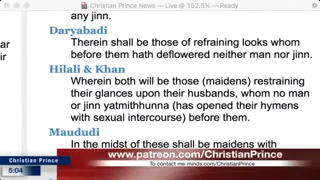 Christian Prince News — Live @ 152.6% — Ready
any jinn.
Daryabadi
Therein shall be those of refraining looks whom
before them hath deflowered neither man nor jinn.
Hilali & Khan
Wherein both will be those (maidens) restraining
their glances upon their husbands, whom no man
or jinn yatmithhunna (has opened their hymens
with sexual intercourse) before them.
Maududi
In the midst of these shall be maidens with
ar
ir
Christian Prince
www.patreon.com/ChristianPrince
5:04
To contact me minds.com/ChristianPrince